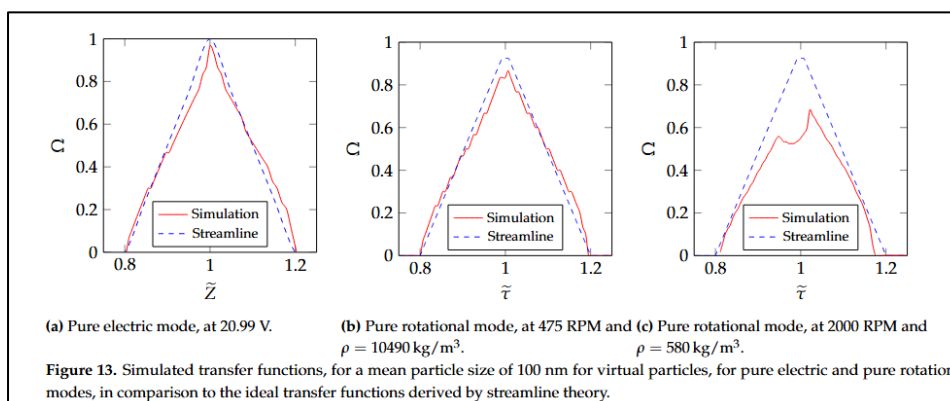 1
0.8
0.6
0.4
0.2
0
Ω
Simulation
Streamline
0.8
1
1.2
Z̃
1
0.8
0.6
0.4
0.2
0
Ω
Simulation
Streamline
0.8
1
1.2
τ̃
1
0.8
0.6
0.4
0.2
0
Ω
Simulation
Streamline
0.8
1
1.2
τ̃
(a) Pure electric mode, at 20.99 V.
(b) Pure rotational mode, at 475 RPM and
ρ = 10490 kg/m³.
(c) Pure rotational mode, at 2000 RPM and
ρ = 580 kg/m³.
Figure 13. Simulated transfer functions, for a mean particle size of 100 nm for virtual particles, for pure electric and pure rotation
modes, in comparison to the ideal transfer functions derived by streamline theory.